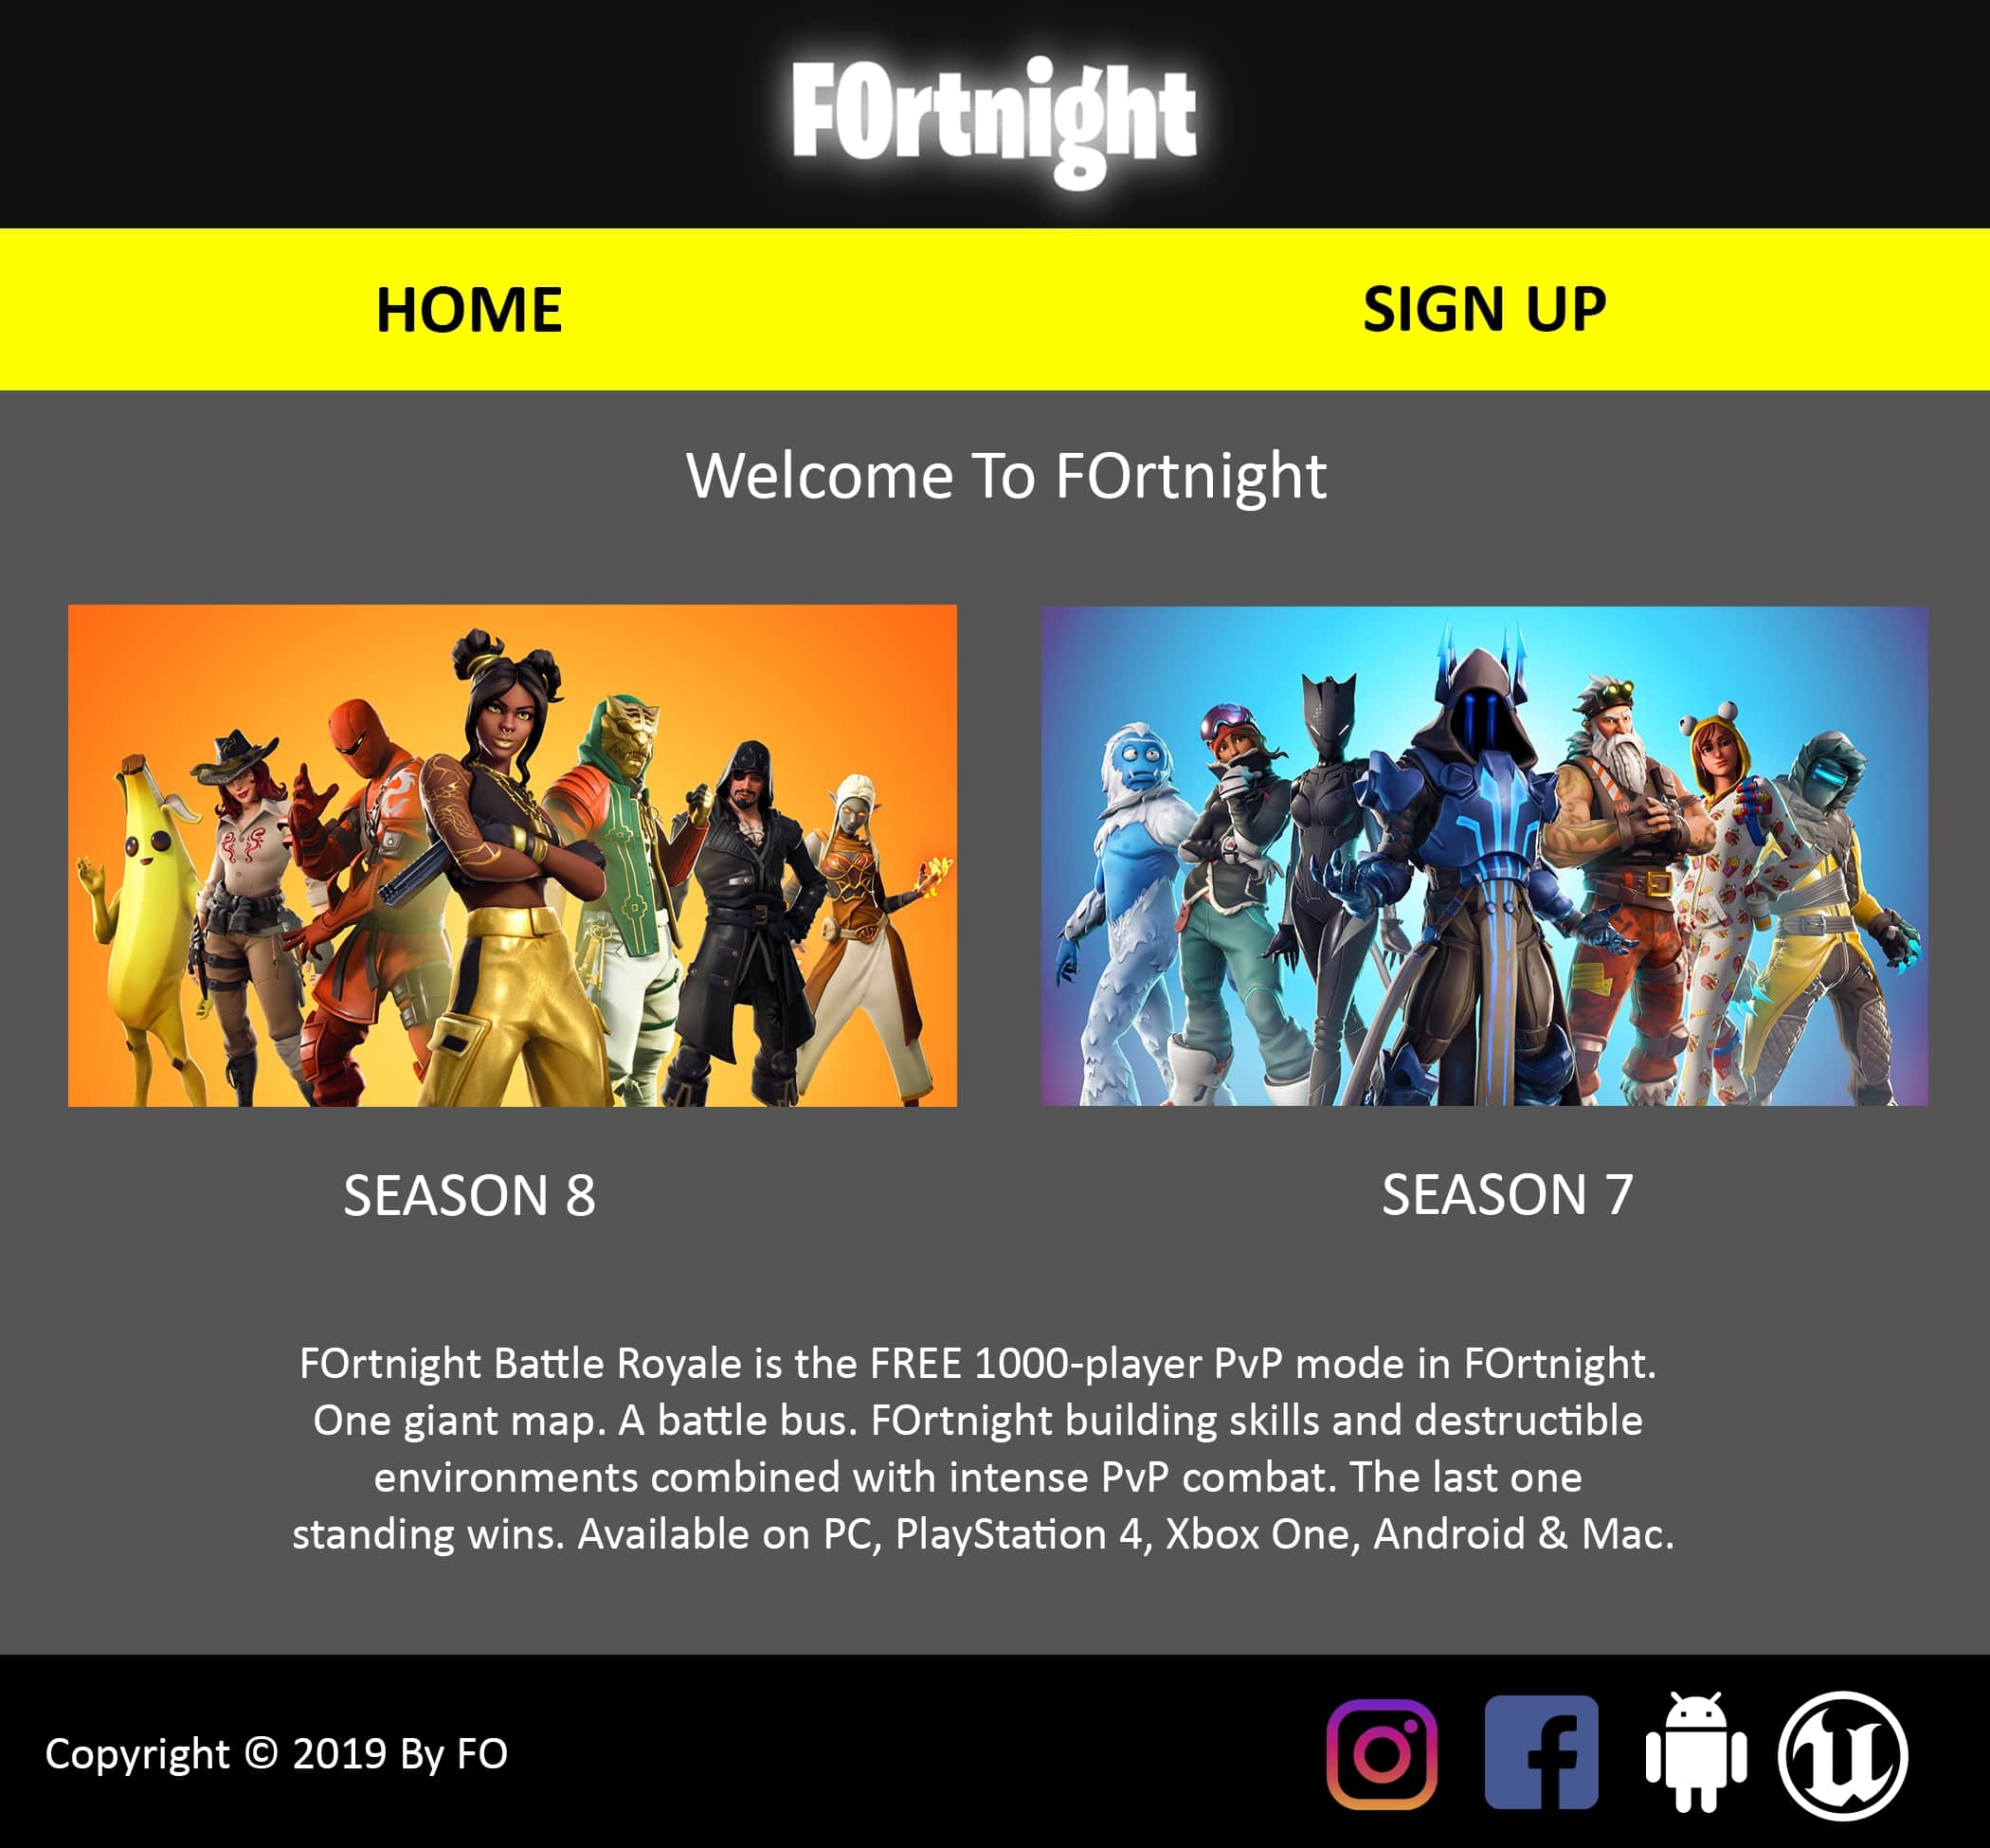 FOrtnight
HOME
SIGN UP
Welcome To FOrtnight
SEASON 8
SEASON 7
FOrtnight Battle Royale is the FREE 1000-player PvP mode in FOrtnight.
One giant map. A battle bus. FOrtnight building skills and destructible
environments combined with intense PvP combat. The last one
standing wins. Available on PC, PlayStation 4, Xbox One, Android & Mac.
Copyright © 2019 By FO